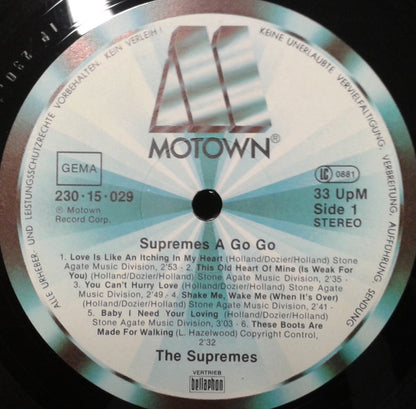 ALLE URHEBER- UND LEISTUNGSSCHUTZRECHTE VORBEHALTEN. KEIN VERLEIH! KEINE UNERLAUBTE VERVIELFÄLTIGUNG, VERMIETUNG, AUFFÜHRUNG, SENDUNG
MOTOWN®
GEMA
LC 0881
230·15·029
33 UpM
Side 1
STEREO
℗ Motown
Record Corp.
Supremes A Go Go
1. Love Is Like An Itching In My Heart (Holland/Dozier/Holland) Stone
Agate Music Division, 2'53 · 2. This Old Heart Of Mine (Is Weak For
You) (Holland/Dozier/Holland) Stone Agate Music Division, 2'35 ·
3. You Can't Hurry Love (Holland/Dozier/Holland) Stone Agate Music
Division, 2'49 · 4. Shake Me, Wake Me (When It's Over)
(Holland/Dozier/Holland) Stone Agate Music Division, 2'41 ·
5. Baby I Need Your Loving (Holland/Dozier/Holland) Stone
Agate Music Division, 3'03 · 6. These Boots Are
Made For Walking (L. Hazelwood) Copyright Control,
2'32
The Supremes
VERTRIEB
bellaphon